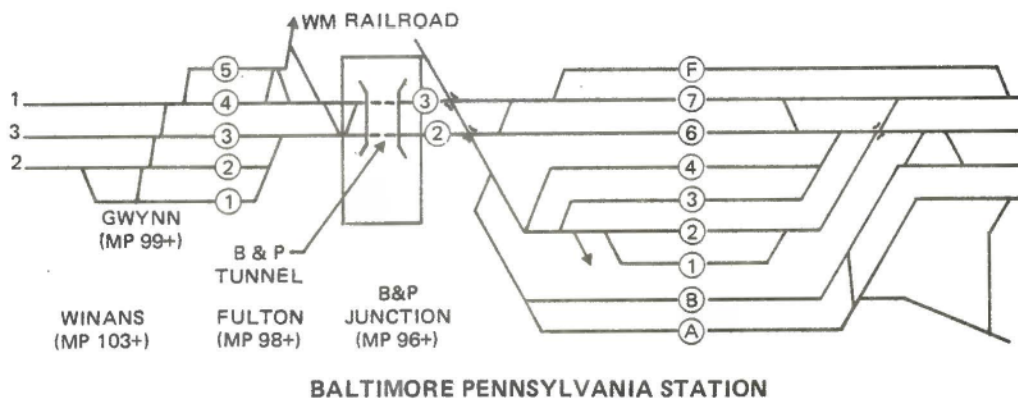 WM RAILROAD
5
F
1
4
3
7
3
3
2
6
2
2
4
1
3
GWYNN
(MP 99+)
2
1
B & P
TUNNEL
B&P
JUNCTION
(MP 96+)
B
A
WINANS
(MP 103+)
FULTON
(MP 98+)
BALTIMORE PENNSYLVANIA STATION